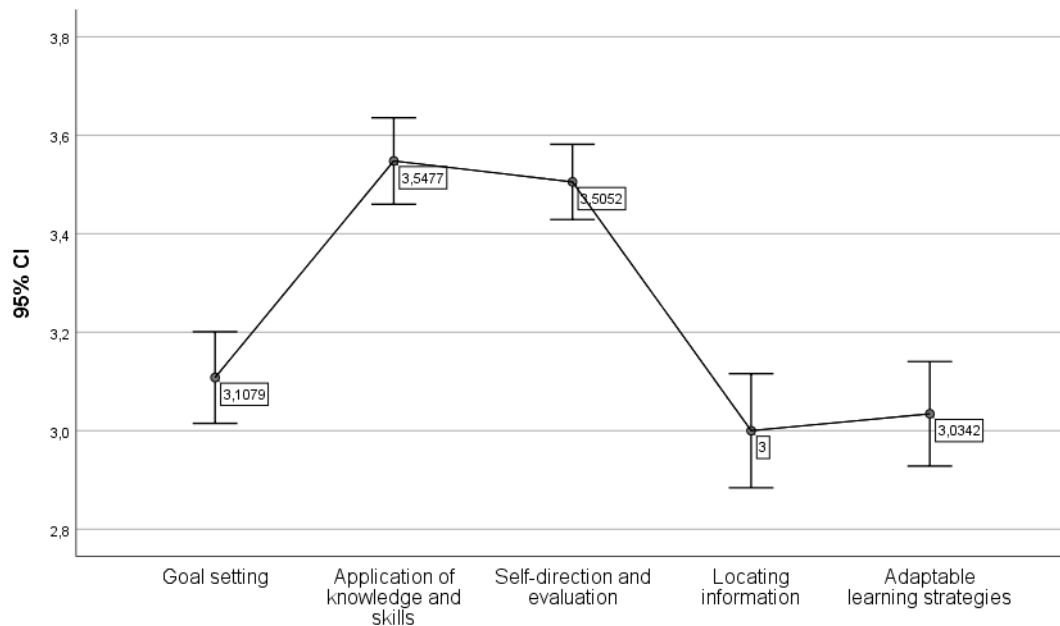 3,8
3,6
3,4
3,2
3,0
2,8
95% CI
3,1079
3,5477
3,5052
3
3,0342
Goal setting
Application of
knowledge and
skills
Self-direction and
evaluation
Locating
information
Adaptable
learning strategies